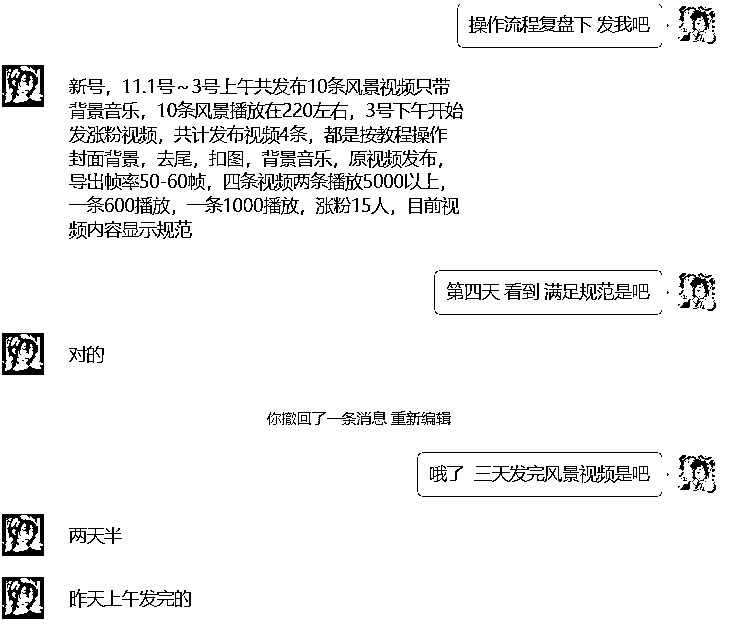 操作流程复盘下 发我吧
新号，11.1号～3号上午共发布10条风景视频只带
背景音乐，10条风景播放在220左右，3号下午开始
发涨粉视频，共计发布视频4条，都是按教程操作
封面背景，去尾，扣图，背景音乐，原视频发布，
导出帧率50-60帧，四条视频两条播放5000以上，
一条600播放，一条1000播放，涨粉15人，目前视
频内容显示规范
第四天 看到 满足规范是吧
对的
你撤回了一条消息 重新编辑
哦了  三天发完风景视频是吧
两天半
昨天上午发完的